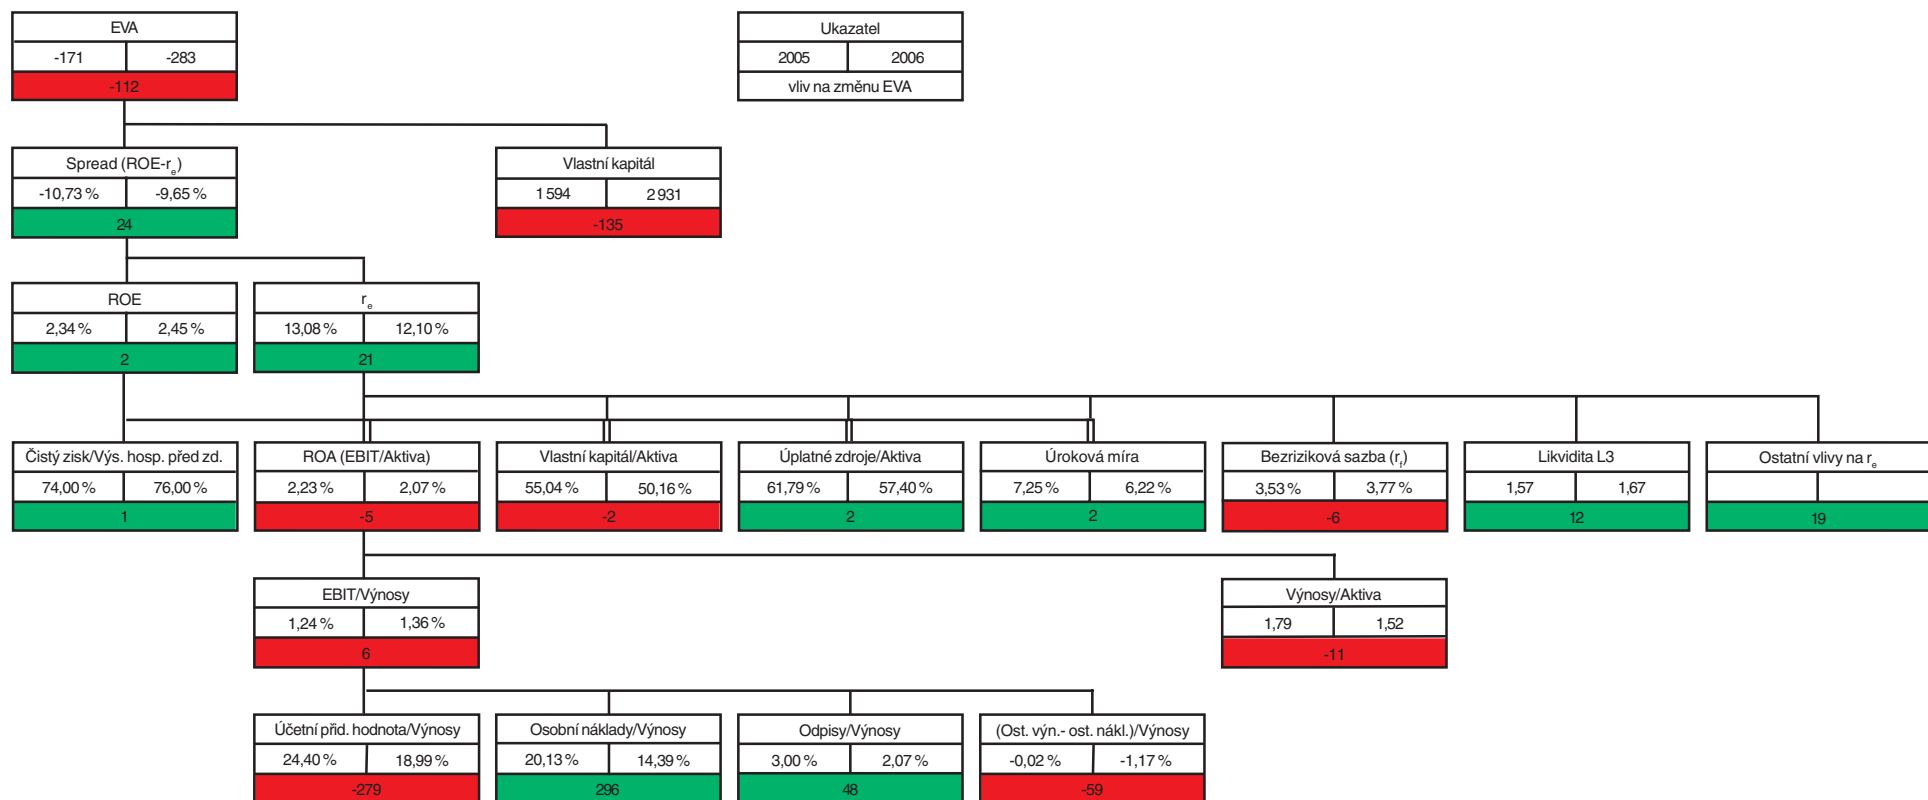 EVA
-171 -283
-112
Ukazatel
2005 2006
vliv na změnu EVA
Spread (ROE-re)
-10,73 % -9,65 %
24
Vlastní kapitál
1 594 2 931
-135
ROE
2,34 % 2,45 %
2
re
13,08 % 12,10 %
21
Čistý zisk/Výs. hosp. před zd.
74,00 % 76,00 %
1
ROA (EBIT/Aktiva)
2,23 % 2,07 %
-5
Vlastní kapitál/Aktiva
55,04 % 50,16 %
-2
Úplatné zdroje/Aktiva
61,79 % 57,40 %
2
Úroková míra
7,25 % 6,22 %
2
Bezriziková sazba (rf)
3,53 % 3,77 %
-6
Likvidita L3
1,57 1,67
12
Ostatní vlivy na re
19
EBIT/Výnosy
1,24 % 1,36 %
6
Výnosy/Aktiva
1,79 1,52
-11
Účetní přid. hodnota/Výnosy
24,40 % 18,99 %
-279
Osobní náklady/Výnosy
20,13 % 14,39 %
296
Odpisy/Výnosy
3,00 % 2,07 %
48
(Ost. výn.- ost. nákl.)/Výnosy
-0,02 % -1,17 %
-59